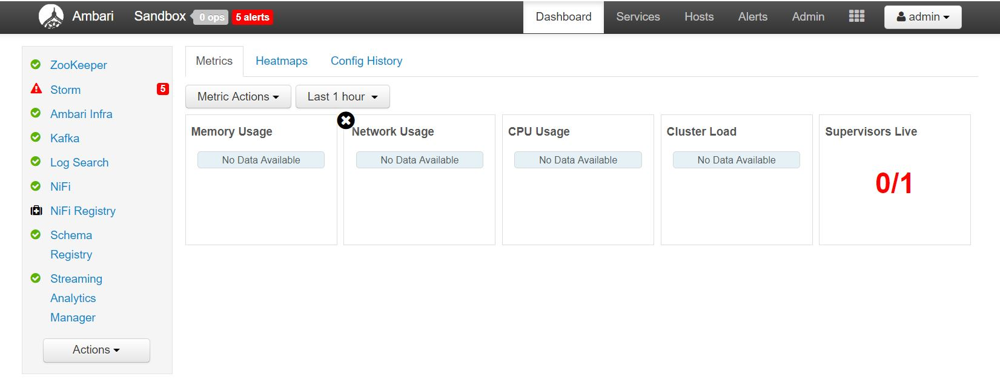 Ambari Sandbox 0 ops 5 alerts Dashboard Services Hosts Alerts Admin admin
ZooKeeper
Storm 5
Ambari Infra
Kafka
Log Search
NiFi
NiFi Registry
Schema
Registry
Streaming
Analytics
Manager
Actions
Metrics Heatmaps Config History
Metric Actions Last 1 hour
Memory Usage
No Data Available
Network Usage
No Data Available
CPU Usage
No Data Available
Cluster Load
No Data Available
Supervisors Live
0/1